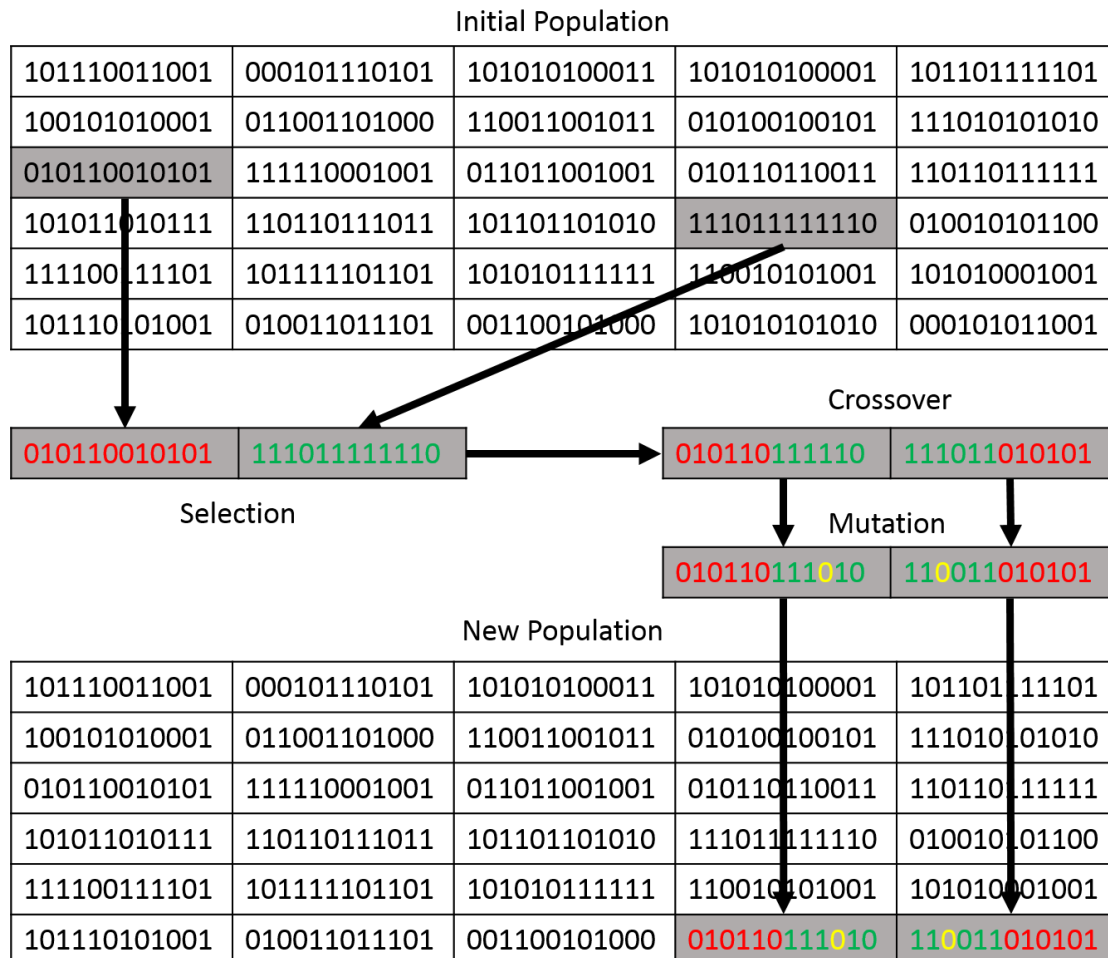 Initial Population
101110011001 000101110101 101010100011 101010100001 101101111101
100101010001 011001101000 110011001011 010100100101 111010101010
010110010101 111110001001 011011001001 010110110011 110110111111
101011010111 110110111011 101101101010 111011111110 010010101100
111100111101 101111101101 101010111111 110010101001 101010001001
101110101001 010011011101 001100101000 101010101010 000101011001
Crossover
010110010101 111011111110 010110111110 111011010101
Selection
Mutation
010110111010 110011010101
New Population
101110011001 000101110101 101010100011 101010100001 101101111101
100101010001 011001101000 110011001011 010100100101 111010101010
010110010101 111110001001 011011001001 010110110011 110110111111
101011010111 110110111011 101101101010 111011111110 010010101100
111100111101 101111101101 101010111111 110010101001 101010001001
101110101001 010011011101 001100101000 010110111010 110011010101